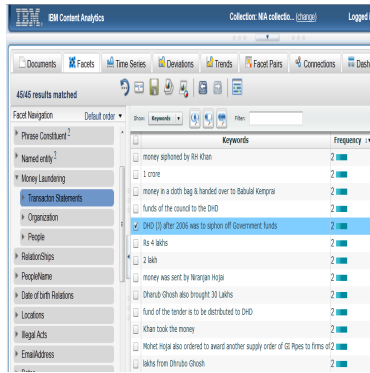 IBM IBM Content Analytics Collection: NIA collectio... (change) Logged
Documents Facets Time Series Deviations Trends Facet Pairs Connections Dash
45/45 results matched
Facet Navigation Default order
Show: Keywords Filter:
Keywords Frequency
Phrase Constituent 2
Named entity 2
Money Laundering
Transacton Statements
Organization
People
RelationShips
PeopleName
Date of birth Relations
Locations
Illegal Acts
EmailAddress
money siphoned by RH Khan 2
1 crore 2
money in a cloth bag & handed over to Babulal Kemprai 2
funds of the council to the DHD 2
DHD (J) after 2006 was to siphon off Government funds 2
Rs 4 lakhs 2
2 lakh 2
money was sent by Niranjan Hojai 2
Dharub Ghosh also brought 30 Lakhs 2
fund of the tender is to be distributed to DHD 2
Khan took the money 2
Mohet Hojai also ordered to award another supply order of GI Pipes to firms of 2
lakhs from Dhrubo Ghosh 2